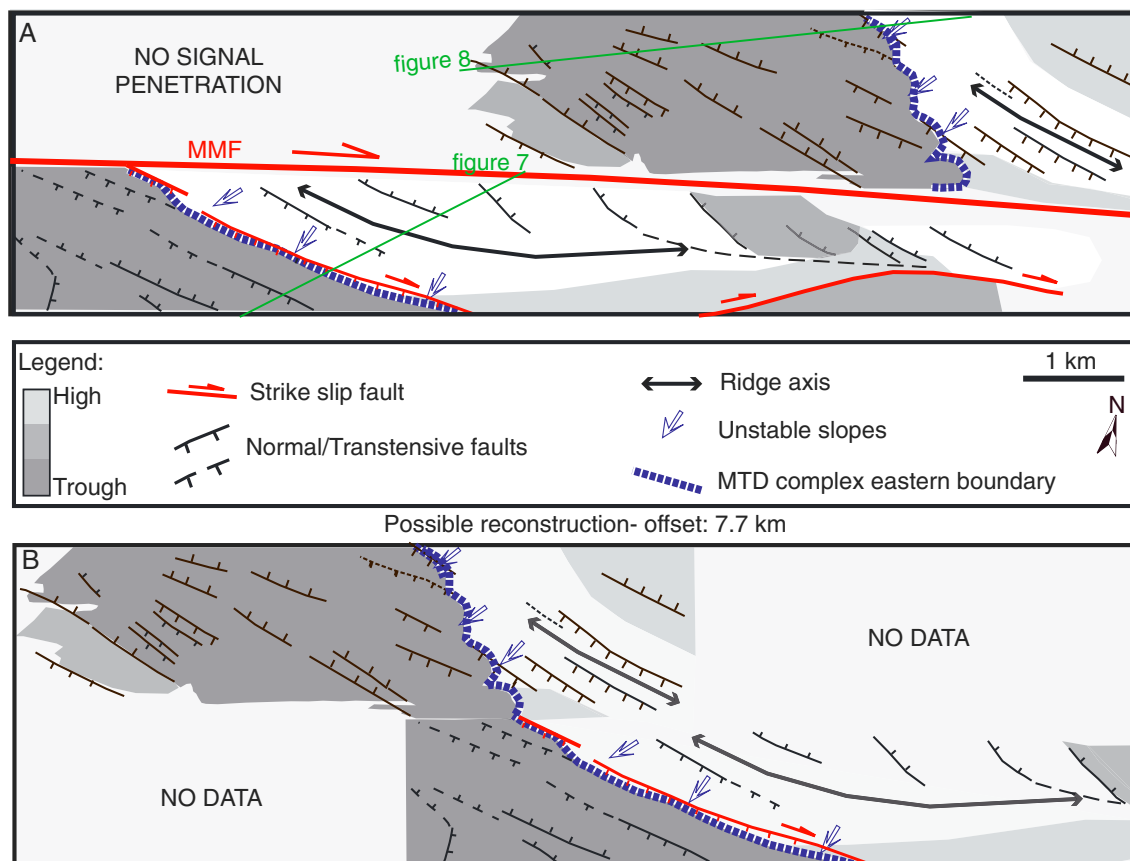 A
NO SIGNAL
PENETRATION
figure 8
MMF
figure 7
Legend:
High
Trough
Strike slip fault
Normal/Transtensive faults
Ridge axis
Unstable slopes
MTD complex eastern boundary
1 km
N
Possible reconstruction- offset: 7.7 km
B
NO DATA
NO DATA